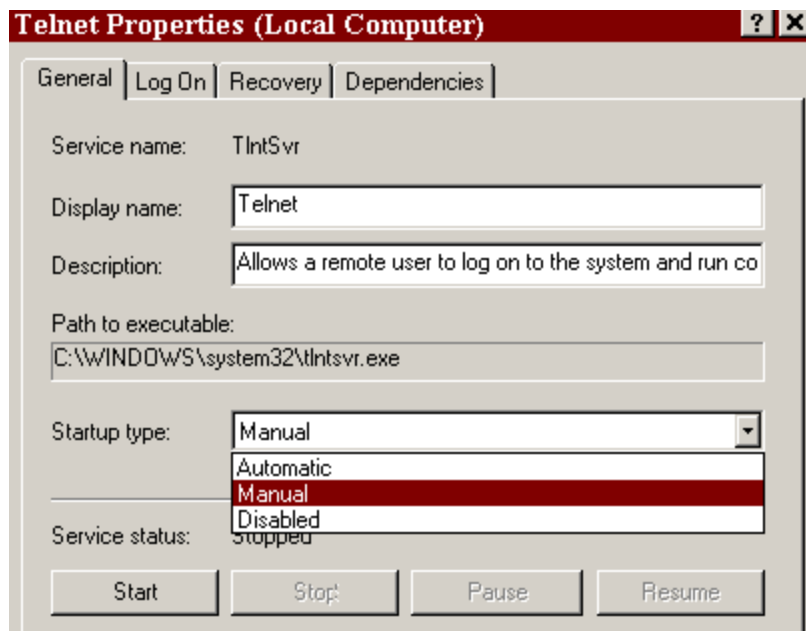 Telnet Properties (Local Computer) ? X
General Log On Recovery Dependencies
Service name: TlntSvr
Display name: Telnet
Description: Allows a remote user to log on to the system and run co
Path to executable:
C:\WINDOWS\system32\tlntsvr.exe
Startup type: Manual
Automatic
Manual
Disabled
Service status: Stopped
Start Stop Pause Resume